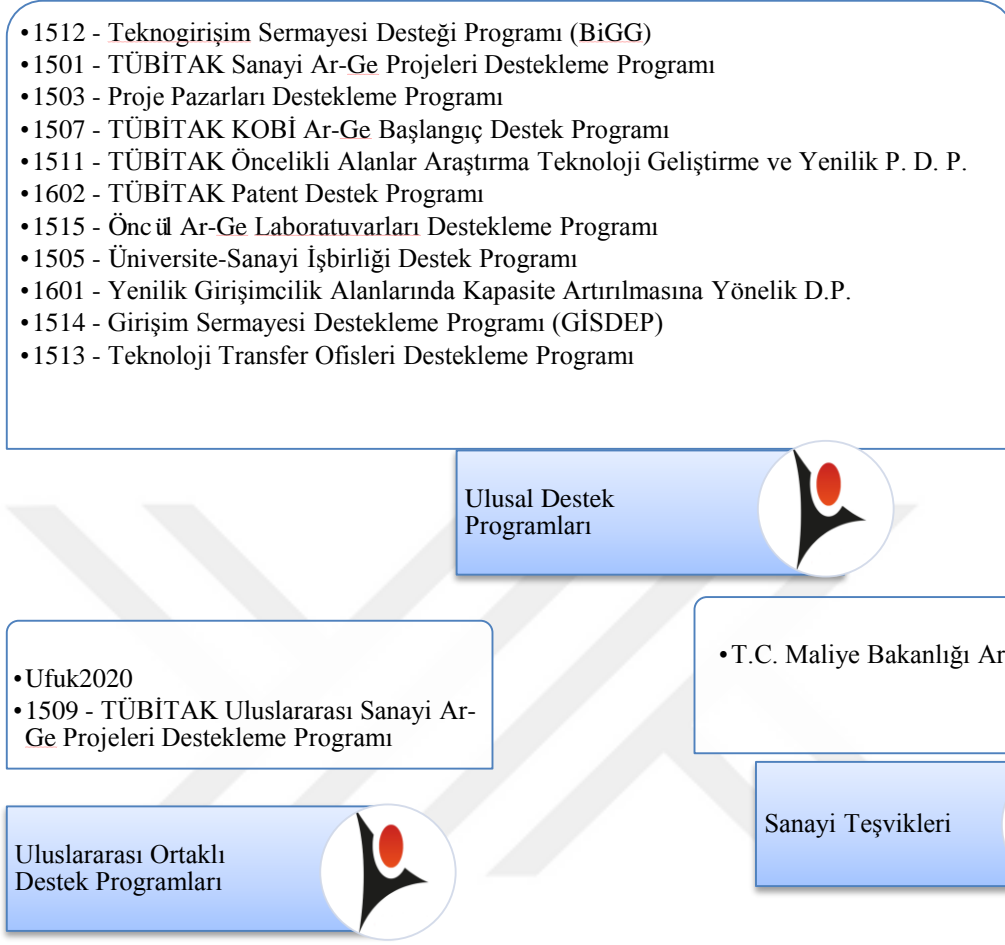 •1512 - Teknogirişim Sermayesi Desteği Programı (BiGG)
•1501 - TÜBİTAK Sanayi Ar-Ge Projeleri Destekleme Programı
•1503 - Proje Pazarları Destekleme Programı
•1507 - TÜBİTAK KOBİ Ar-Ge Başlangıç Destek Programı
•1511 - TÜBİTAK Öncelikli Alanlar Araştırma Teknoloji Geliştirme ve Yenilik P. D. P.
•1602 - TÜBİTAK Patent Destek Programı
•1515 - Öncül Ar-Ge Laboratuvarları Destekleme Programı
•1505 - Üniversite-Sanayi İşbirliği Destek Programı
•1601 - Yenilik Girişimcilik Alanlarında Kapasite Artırılmasına Yönelik D.P.
•1514 - Girişim Sermayesi Destekleme Programı (GİSDEP)
•1513 - Teknoloji Transfer Ofisleri Destekleme Programı
Ulusal Destek
Programları
•Ufuk2020
•1509 - TÜBİTAK Uluslararası Sanayi Ar-
Ge Projeleri Destekleme Programı
Uluslararası Ortaklı
Destek Programları
•T.C. Maliye Bakanlığı Ar
Sanayi Teşvikleri